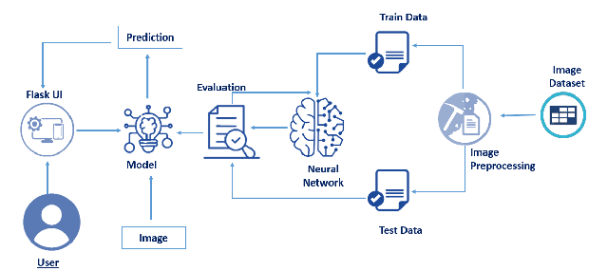 Train Data
Prediction
Image
Dataset
Flask UI
Evaluation
Model
Neural
Network
Image
Preprocessing
Test Data
Image
User